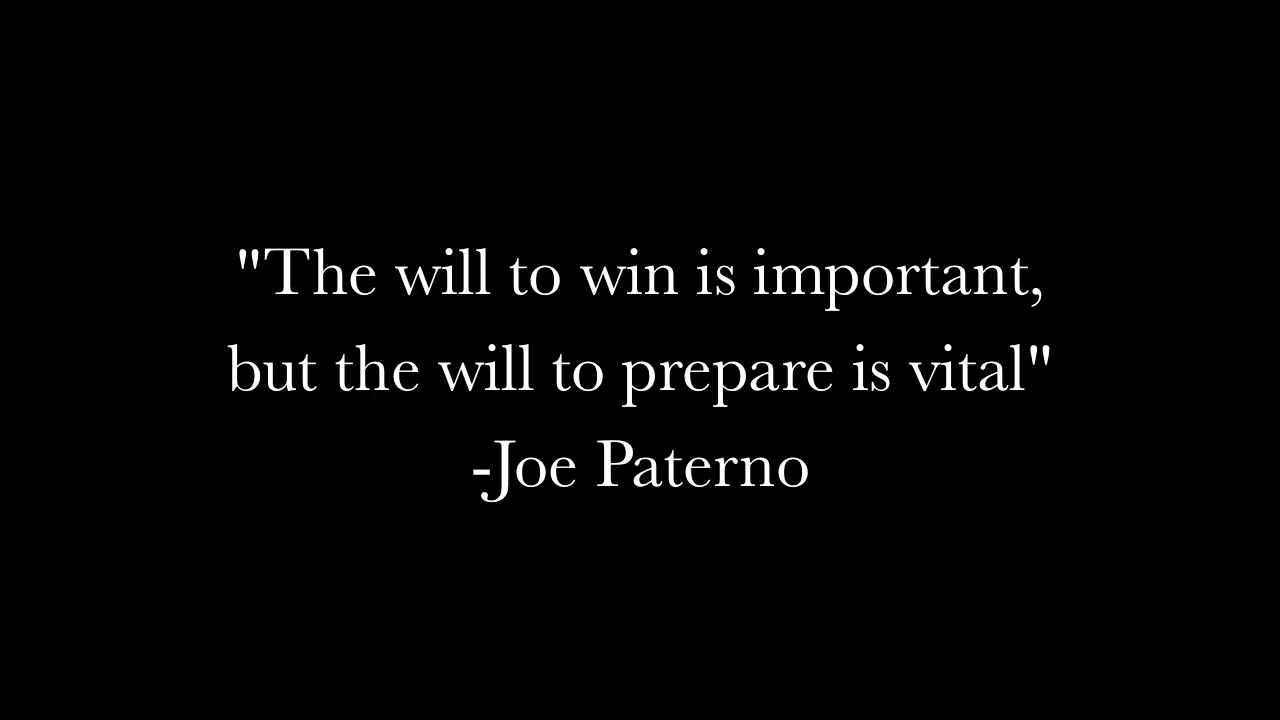 "The will to win is important,
but the will to prepare is vital"
-Joe Paterno